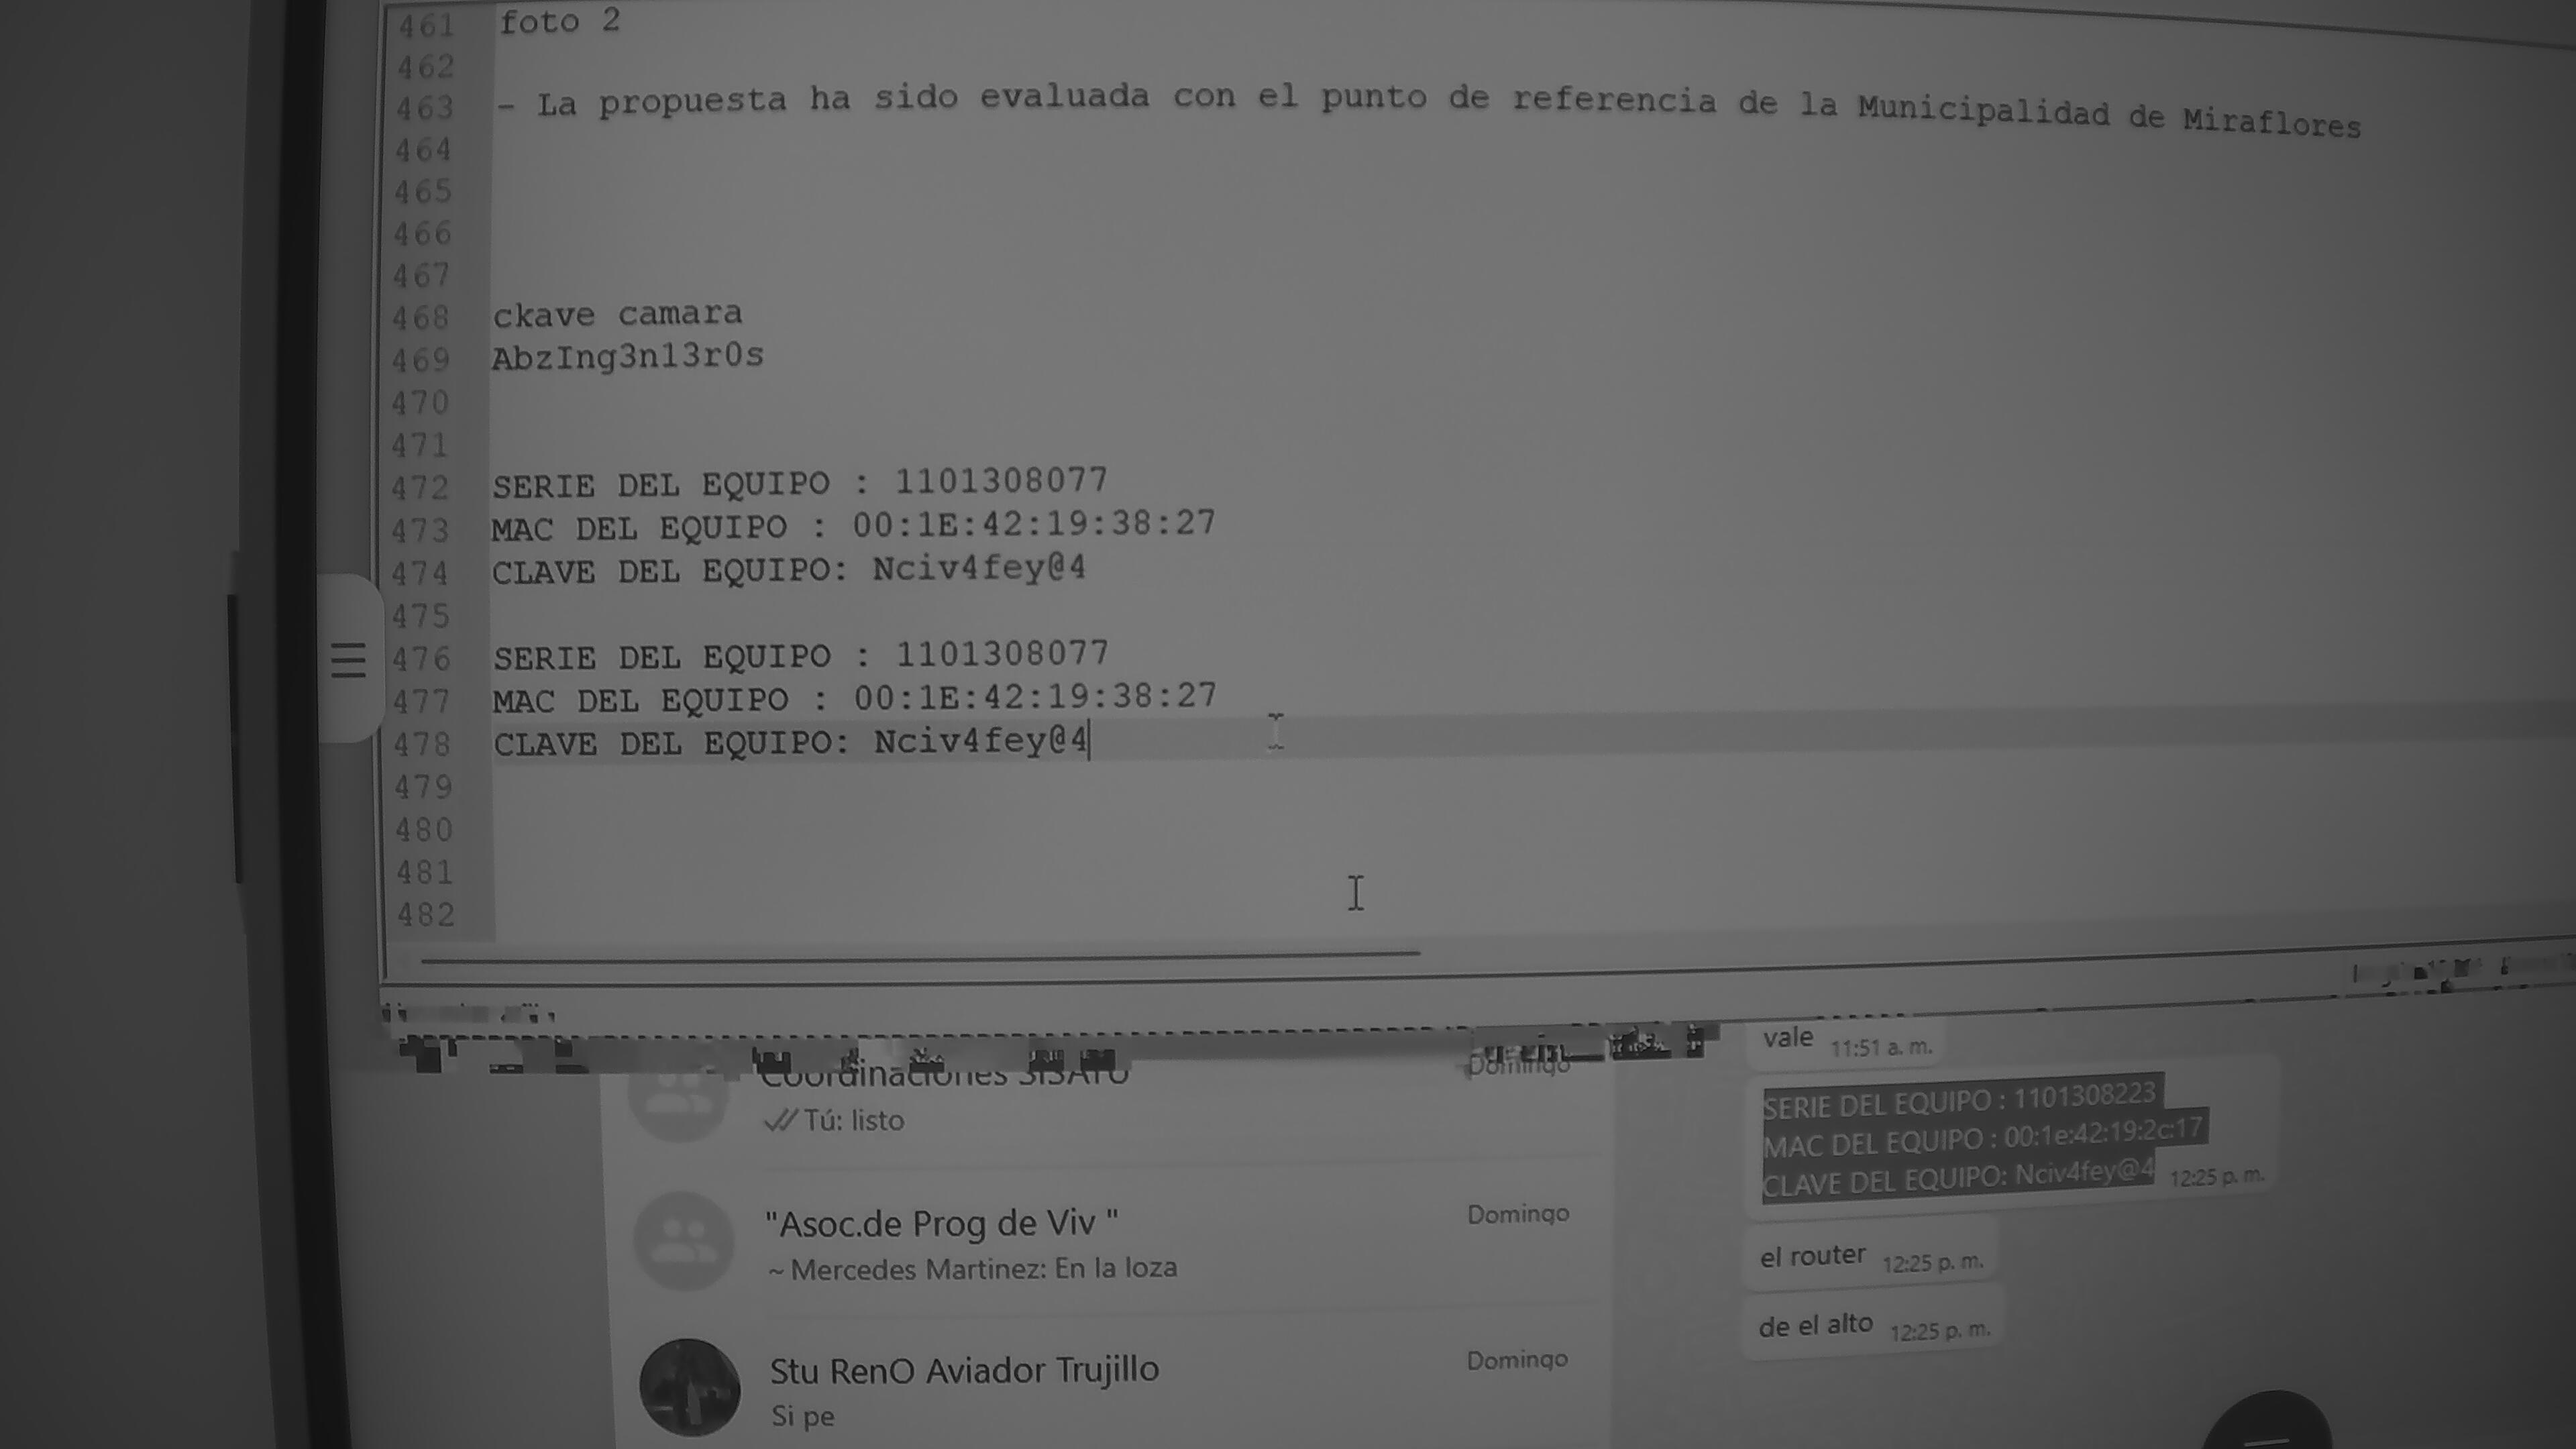 461 foto 2
462
463 - La propuesta ha sido evaluada con el punto de referencia de la Municipalidad de Miraflores
464
465
466
467
468 ckave camara
469 AbzIng3n13r0s
470
471
472 SERIE DEL EQUIPO : 1101308077
473 MAC DEL EQUIPO : 00:1E:42:19:38:27
474 CLAVE DEL EQUIPO: Nciv4fey@4
475
476 SERIE DEL EQUIPO : 1101308077
477 MAC DEL EQUIPO : 00:1E:42:19:38:27
478 CLAVE DEL EQUIPO: Nciv4fey@4
479
480
481
482
Coordinaciones SISATU
Domingo
Tú: listo
"Asoc.de Prog de Viv "
Domingo
~ Mercedes Martinez: En la loza
Stu RenO Aviador Trujillo
Domingo
Si pe
vale 11:51 a. m.
SERIE DEL EQUIPO : 1101308223
MAC DEL EQUIPO : 00:1e:42:19:2c:17
CLAVE DEL EQUIPO: Nciv4fey@4 12:25 p. m.
el router 12:25 p. m.
de el alto 12:25 p. m.